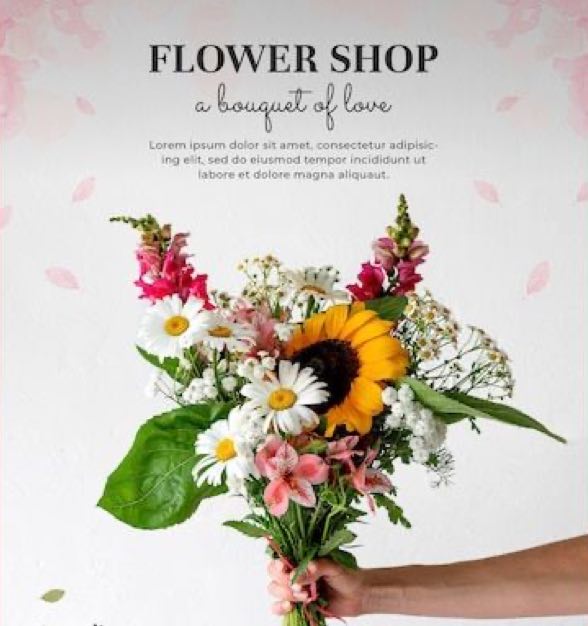 FLOWER SHOP
a bouquet of love
Lorem ipsum dolor sit amet, consectetur adipisic-
ing elit, sed do eiusmod tempor incididunt ut
labore et dolore magna aliquaut.